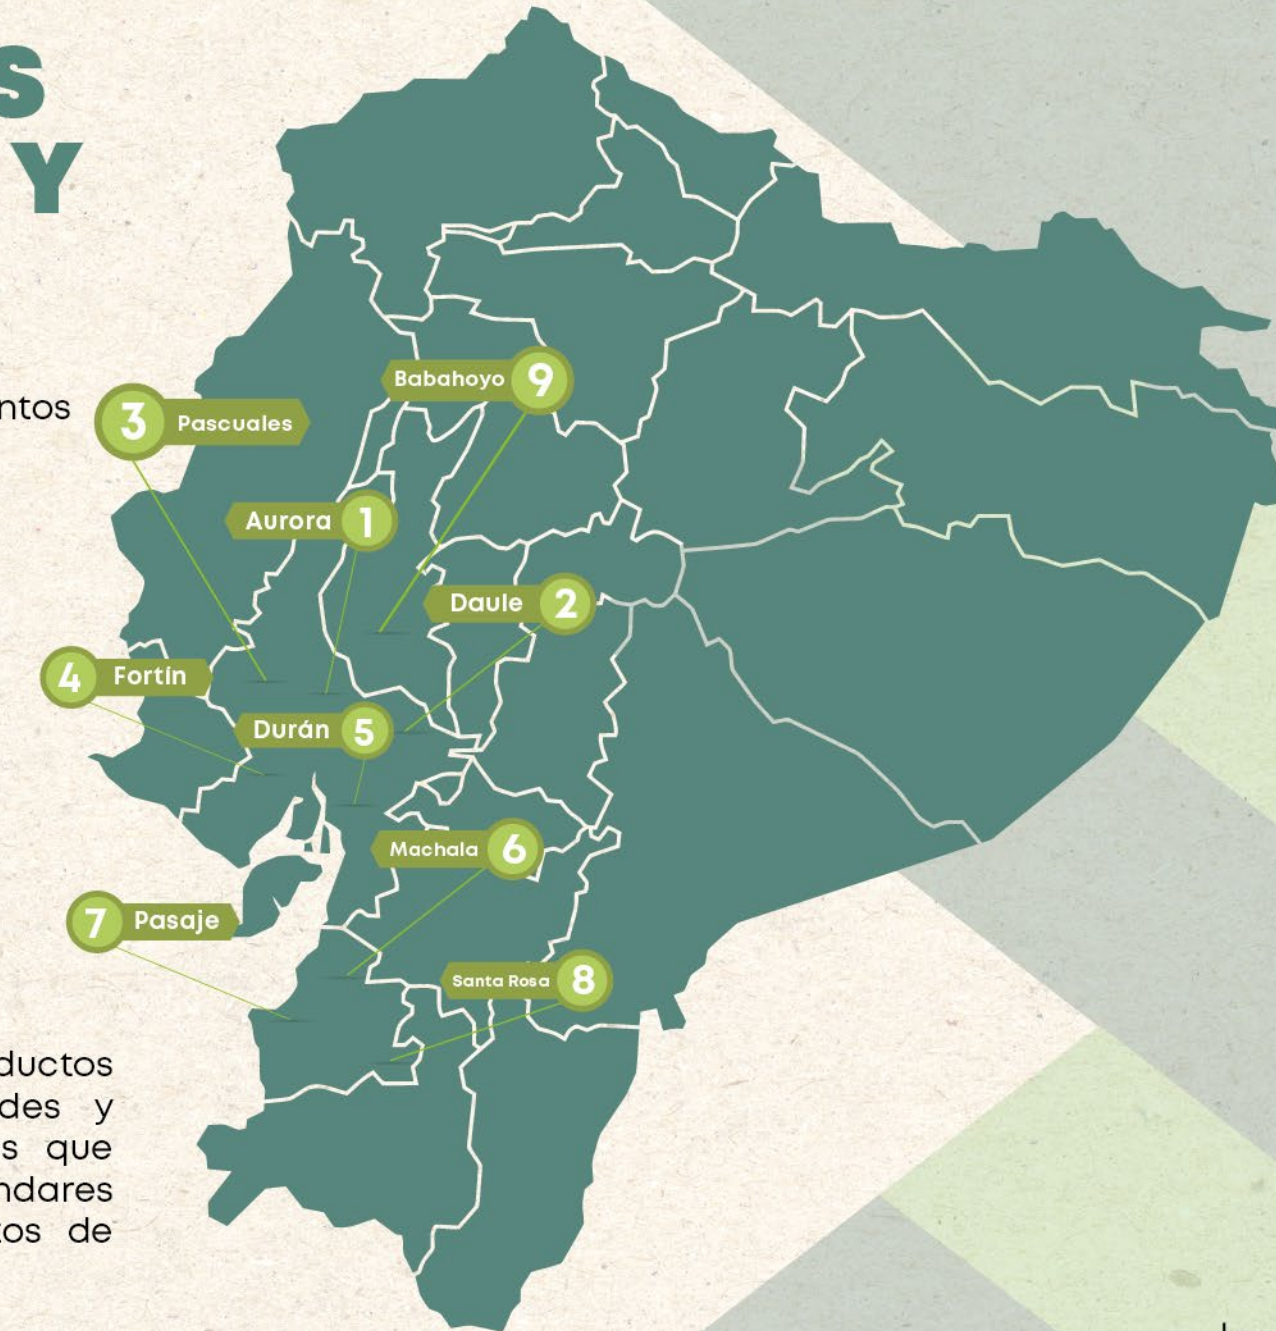 S
Y
ntos
Babahoyo 9
3 Pascuales
Aurora 1
Daule 2
4 Fortín
Durán 5
Machala 6
7 Pasaje
Santa Rosa 8
ductos
des y
s que
ndares
tos de